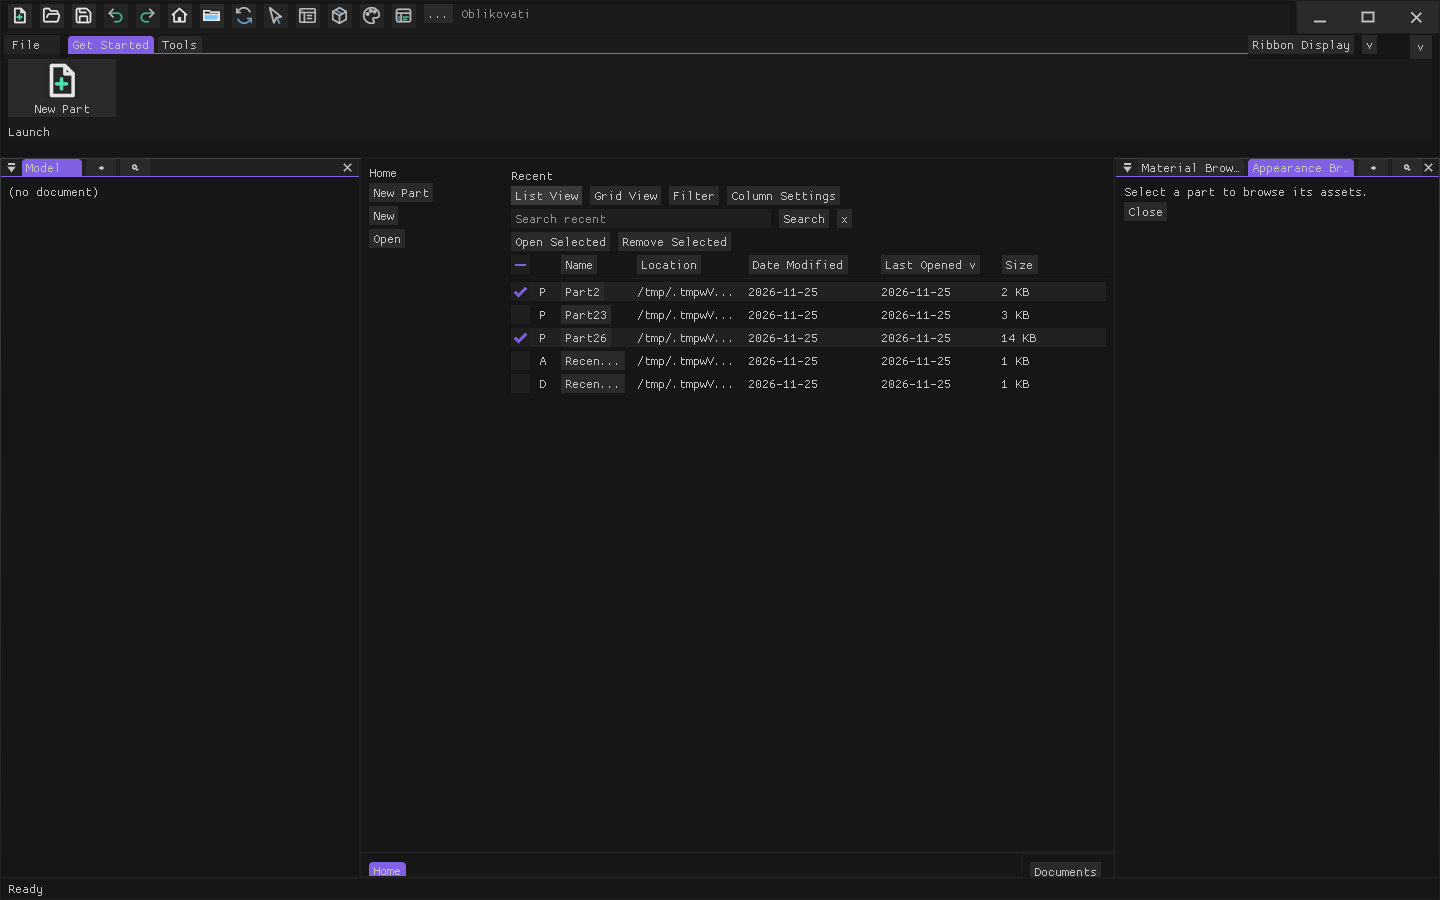 ... Oblikovati
File Get Started Tools Ribbon Display v v
New Part
Launch
Model
(no document)
Home
New Part
New
Open
Recent
List View Grid View Filter Column Settings
Search recent Search x
Open Selected Remove Selected
Name Location Date Modified Last Opened v Size
P Part2 /tmp/.tmpwV... 2026-11-25 2026-11-25 2 KB
P Part23 /tmp/.tmpwV... 2026-11-25 2026-11-25 3 KB
P Part26 /tmp/.tmpwV... 2026-11-25 2026-11-25 14 KB
A Recen... /tmp/.tmpwV... 2026-11-25 2026-11-25 1 KB
D Recen... /tmp/.tmpwV... 2026-11-25 2026-11-25 1 KB
Material Brow… Appearance Br…
Select a part to browse its assets.
Close
Home Documents
Ready